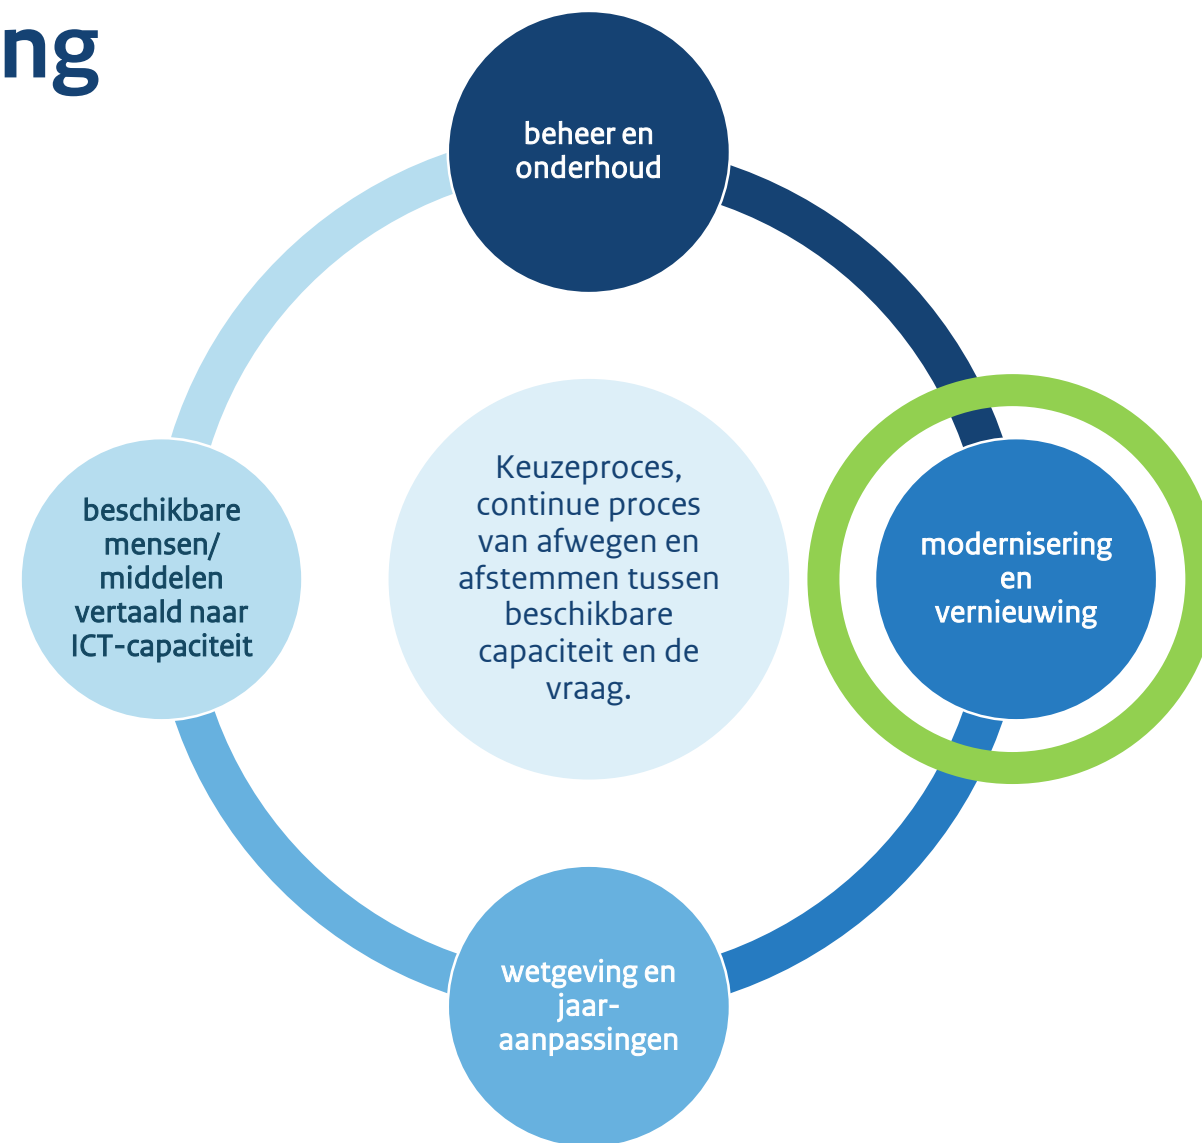 ng
beheer en
onderhoud
Keuzeproces,
continue proces
van afwegen en
afstemmen tussen
beschikbare
capaciteit en de
vraag.
beschikbare
mensen/
middelen
vertaald naar
ICT-capaciteit
modernisering
en
vernieuwing
wetgeving en
jaar-
aanpassingen